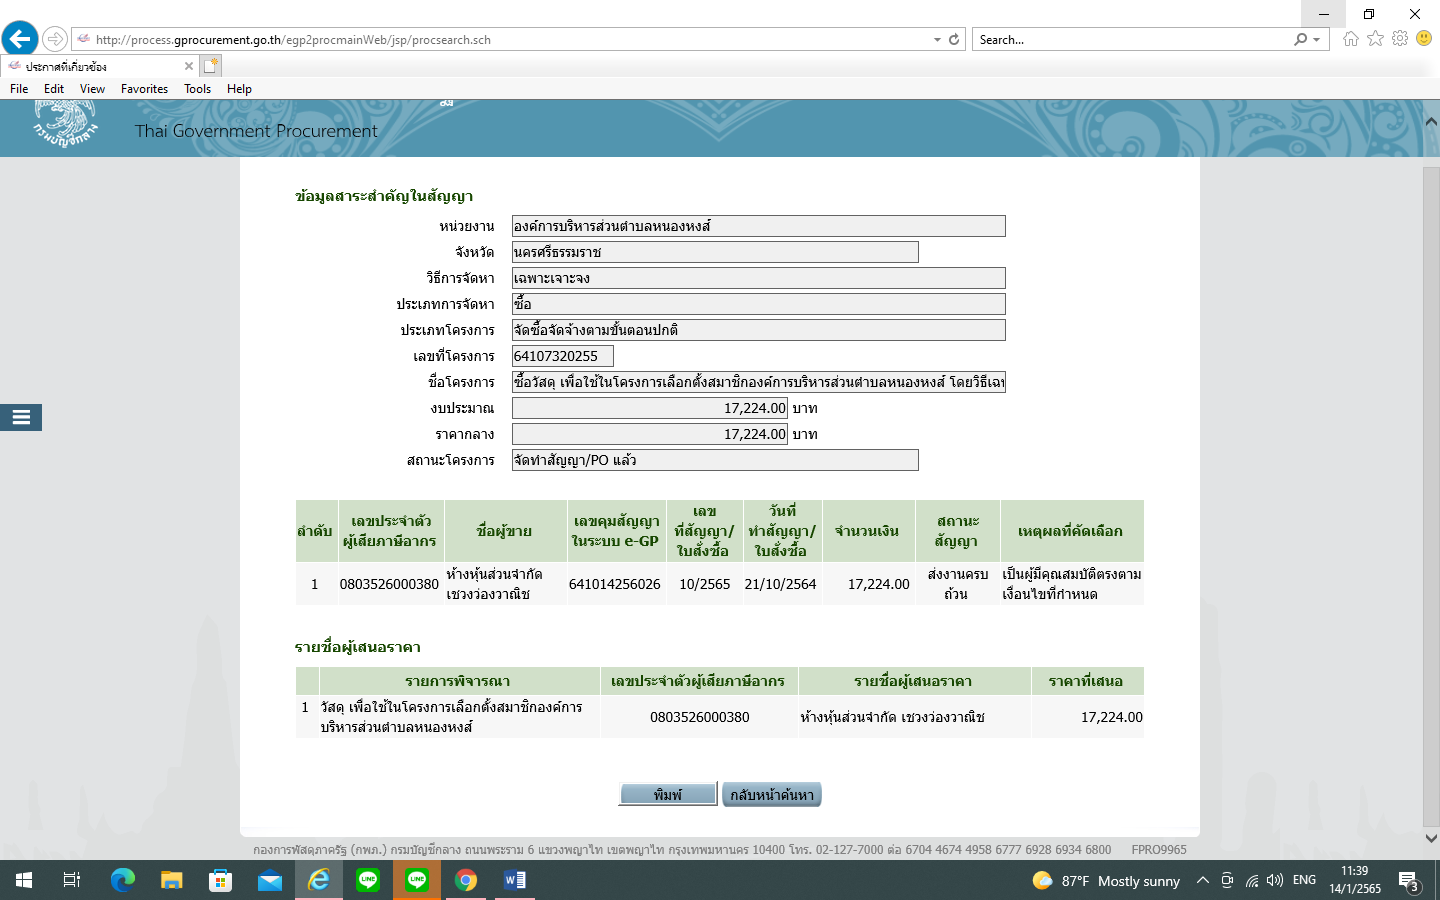 http://process.gprocurement.go.th/egp2procmainWeb/jsp/procsearch.sch
Search...
ประกาศที่เกี่ยวข้อง
File Edit View Favorites Tools Help
กรมบัญชีกลาง
Thai Government Procurement
ข้อมูลสาระสำคัญในสัญญา
หน่วยงาน องค์การบริหารส่วนตำบลหนองหงส์
จังหวัด นครศรีธรรมราช
วิธีการจัดหา เฉพาะเจาะจง
ประเภทการจัดหา ซื้อ
ประเภทโครงการ จัดซื้อจัดจ้างตามขั้นตอนปกติ
เลขที่โครงการ 64107320255
ชื่อโครงการ ซื้อวัสดุ เพื่อใช้ในโครงการเลือกตั้งสมาชิกองค์การบริหารส่วนตำบลหนองหงส์ โดยวิธีเฉพ
งบประมาณ 17,224.00 บาท
ราคากลาง 17,224.00 บาท
สถานะโครงการ จัดทำสัญญา/PO แล้ว
ลำดับ เลขประจำตัวผู้เสียภาษีอากร ชื่อผู้ขาย เลขคุมสัญญาในระบบ e-GP เลขที่สัญญา/ใบสั่งซื้อ วันที่ทำสัญญา/ใบสั่งซื้อ จำนวนเงิน สถานะสัญญา เหตุผลที่คัดเลือก
1 0803526000380 ห้างหุ้นส่วนจำกัด เชวงว่องวาณิช 641014256026 10/2565 21/10/2564 17,224.00 ส่งงานครบถ้วน เป็นผู้มีคุณสมบัติตรงตามเงื่อนไขที่กำหนด
รายชื่อผู้เสนอราคา
รายการพิจารณา เลขประจำตัวผู้เสียภาษีอากร รายชื่อผู้เสนอราคา ราคาที่เสนอ
1 วัสดุ เพื่อใช้ในโครงการเลือกตั้งสมาชิกองค์การบริหารส่วนตำบลหนองหงส์ 0803526000380 ห้างหุ้นส่วนจำกัด เชวงว่องวาณิช 17,224.00
พิมพ์ กลับหน้าค้นหา
กองการพัสดุภาครัฐ (กพภ.) กรมบัญชีกลาง ถนนพระราม 6 แขวงพญาไท เขตพญาไท กรุงเทพมหานคร 10400 โทร. 02-127-7000 ต่อ 6704 4674 4958 6777 6928 6934 6800 FPRO9965
87°F Mostly sunny ENG 11:39
14/1/2565 3